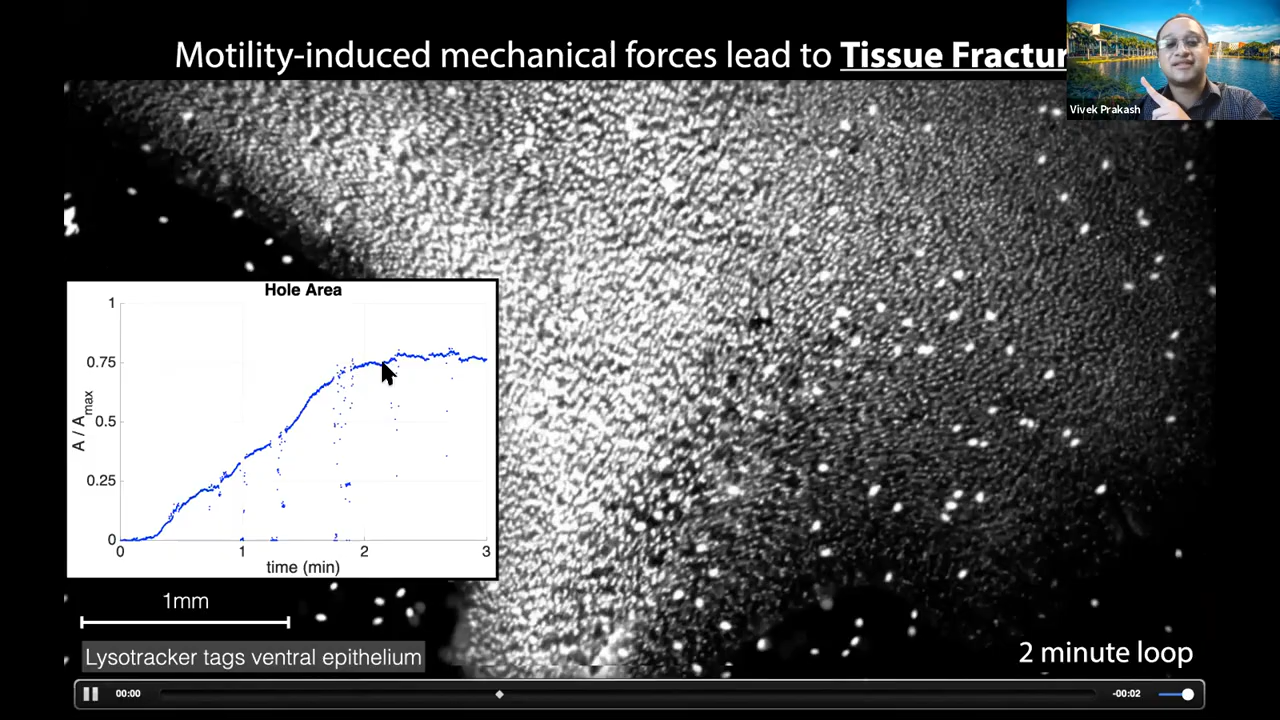 Motility-induced mechanical forces lead to Tissue Fractur
Vivek Prakash
Hole Area
1
0.75
0.5
0.25
0
A / Amax
0
1
2
3
time (min)
1mm
Lysotracker tags ventral epithelium
2 minute loop
00:00
-00:02